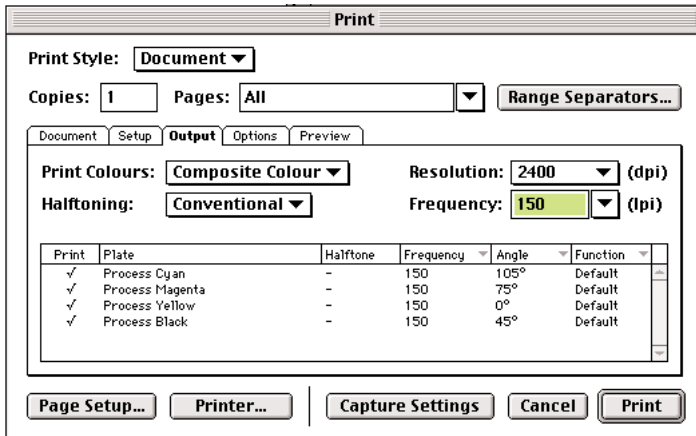 Print
Print Style: Document
Copies: 1 Pages: All Range Separators...
Document Setup Output Options Preview
Print Colours: Composite Colour Resolution: 2400 (dpi)
Halftoning: Conventional Frequency: 150 (lpi)
Print Plate Halftone Frequency Angle Function
✓ Process Cyan - 150 105° Default
✓ Process Magenta - 150 75° Default
✓ Process Yellow - 150 0° Default
✓ Process Black - 150 45° Default
Page Setup... Printer... Capture Settings Cancel Print